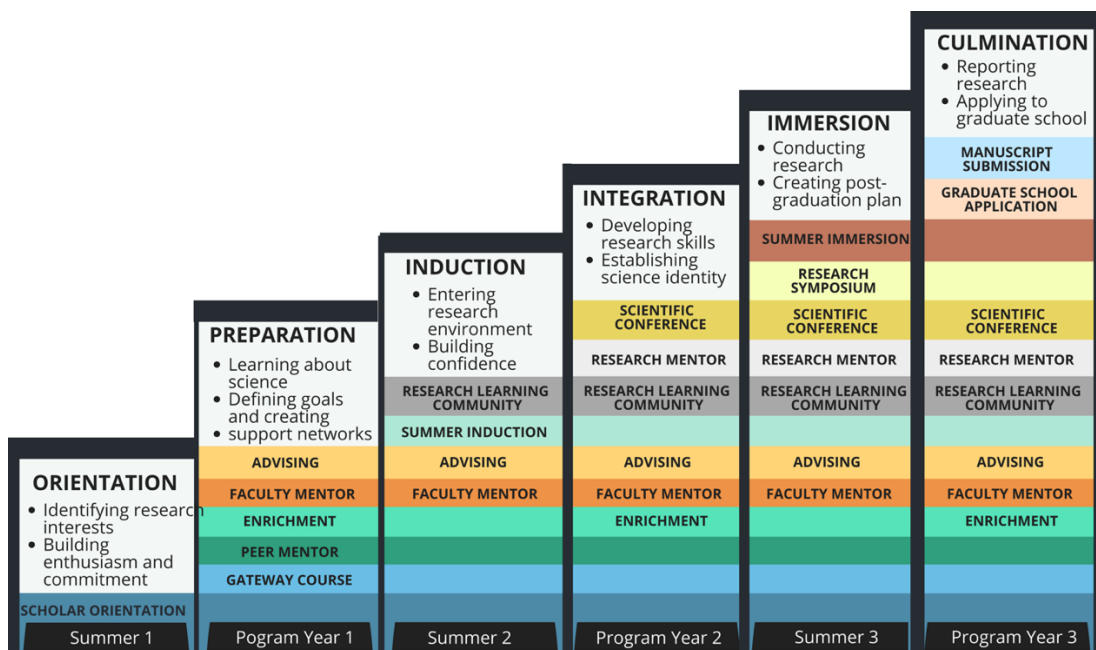 ORIENTATION
• Identifying research
interests
• Building
enthusiasm and
commitment
SCHOLAR ORIENTATION
Summer 1
PREPARATION
• Learning about
science
• Defining goals
and creating
• support networks
ADVISING
FACULTY MENTOR
ENRICHMENT
PEER MENTOR
GATEWAY COURSE
Pogram Year 1
INDUCTION
• Entering
research
environment
• Building
confidence
RESEARCH LEARNING
COMMUNITY
SUMMER INDUCTION
ADVISING
FACULTY MENTOR
Summer 2
INTEGRATION
• Developing
research skills
• Establishing
science identity
SCIENTIFIC
CONFERENCE
RESEARCH MENTOR
RESEARCH LEARNING
COMMUNITY
ADVISING
FACULTY MENTOR
ENRICHMENT
Program Year 2
IMMERSION
• Conducting
research
• Creating post-
graduation plan
SUMMER IMMERSION
RESEARCH
SYMPOSIUM
SCIENTIFIC
CONFERENCE
RESEARCH MENTOR
RESEARCH LEARNING
COMMUNITY
ADVISING
FACULTY MENTOR
Summer 3
CULMINATION
• Reporting
research
• Applying to
graduate school
MANUSCRIPT
SUBMISSION
GRADUATE SCHOOL
APPLICATION
SCIENTIFIC
CONFERENCE
RESEARCH MENTOR
RESEARCH LEARNING
COMMUNITY
ADVISING
FACULTY MENTOR
ENRICHMENT
Program Year 3